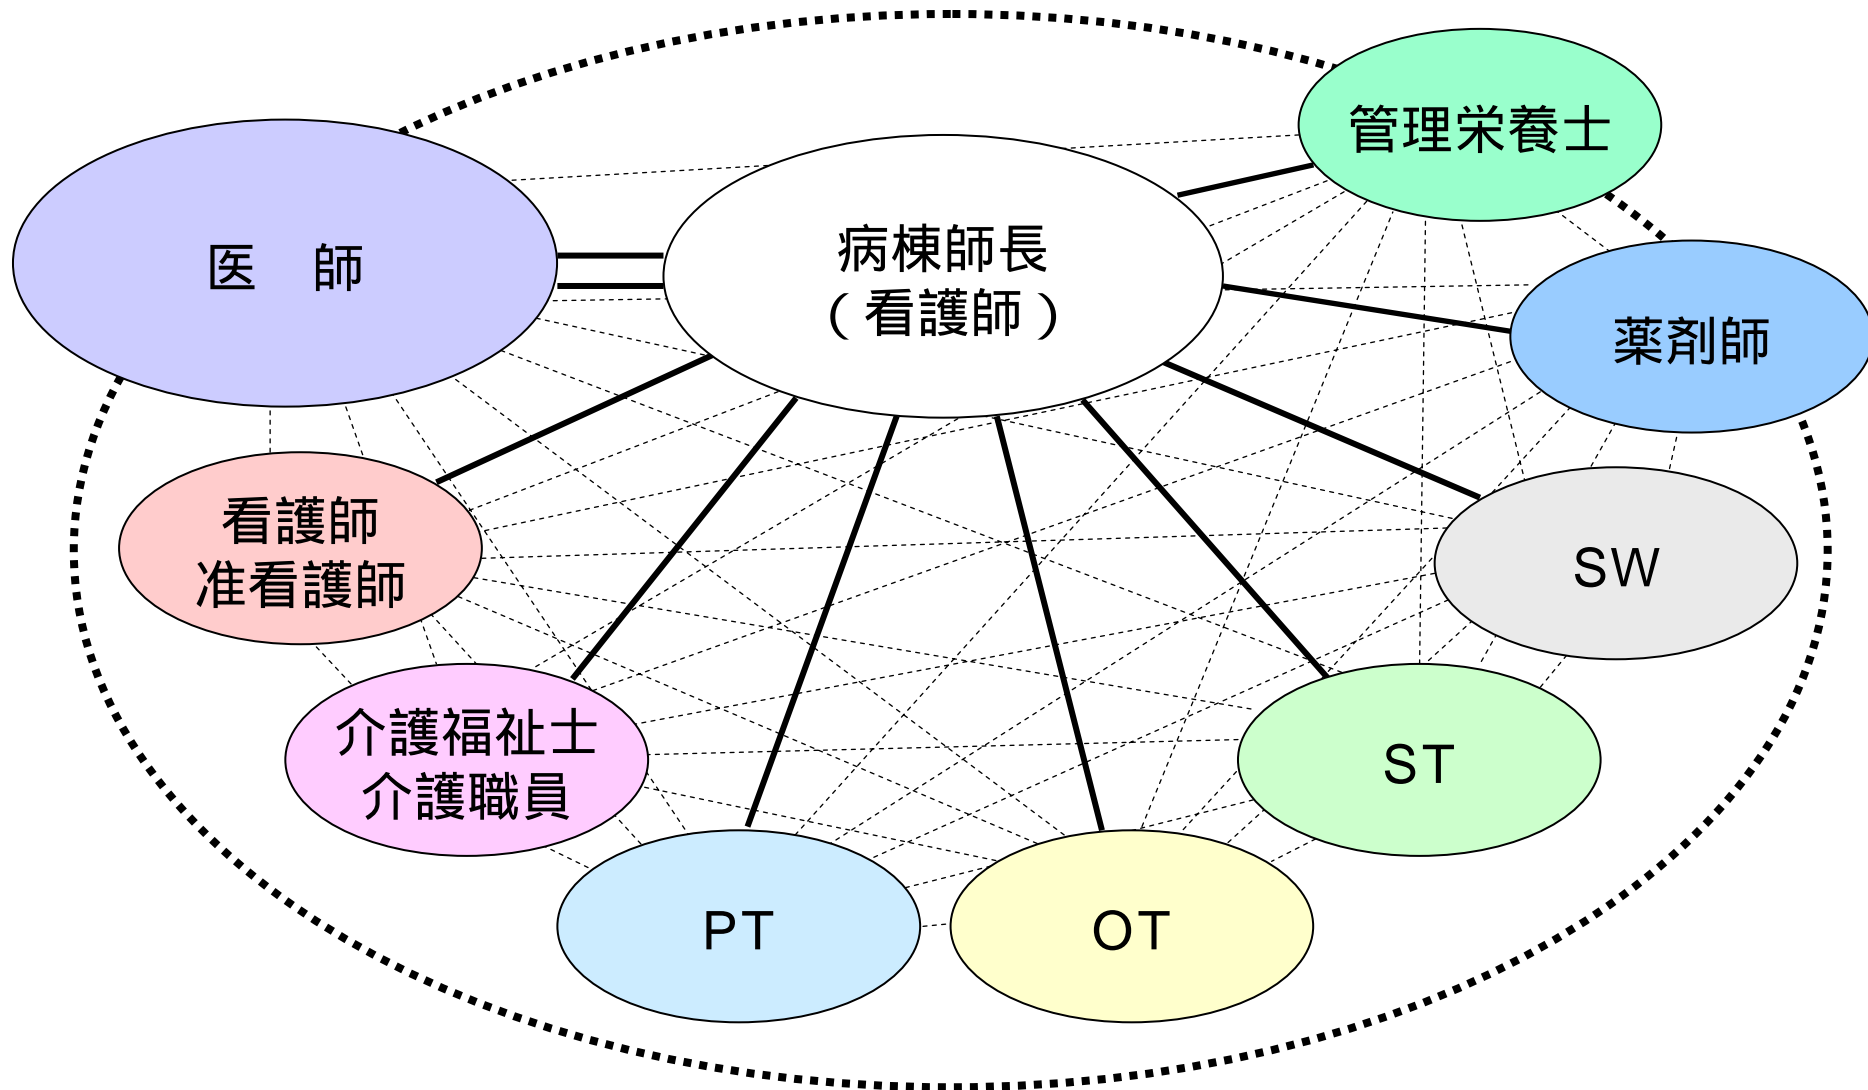 管理栄養士
医　師
病棟師長
（看護師）
薬剤師
看護師
准看護師
SW
介護福祉士
介護職員
ST
PT
OT